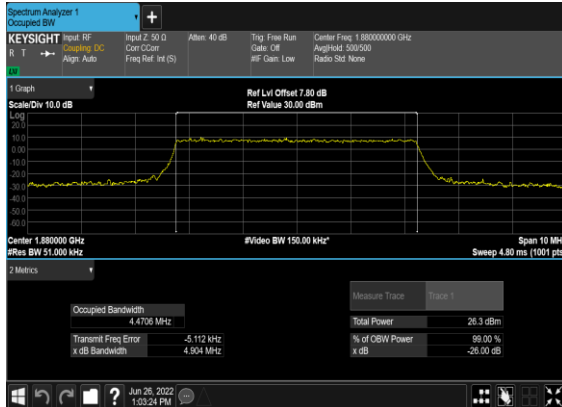 Spectrum Analyzer 1
Occupied BW
KEYSIGHT Input: RF Input Z: 50 Ω Atten: 40 dB Trig: Free Run Center Freq: 1.880000000 GHz
R T Coupling: DC Corr CCorr Gate: Off Avg|Hold: 500/500
Align: Auto Freq Ref: Int (S) #IF Gain: Low Radio Std: None
LV
1 Graph
Ref Lvl Offset 7.80 dB
Scale/Div 10.0 dB Ref Value 30.00 dBm
Log
20.0
10.0
0.00
-10.0
-20.0
-30.0
-40.0
-50.0
-60.0
Center 1.880000 GHz #Video BW 150.00 kHz* Span 10 MH
#Res BW 51.000 kHz Sweep 4.80 ms (1001 pts
2 Metrics
Measure Trace Trace 1
Occupied Bandwidth
4.4706 MHz
Total Power 26.3 dBm
Transmit Freq Error -5.112 kHz % of OBW Power 99.00 %
x dB Bandwidth 4.904 MHz x dB -26.00 dB
? Jun 26, 2022
1:03:24 PM